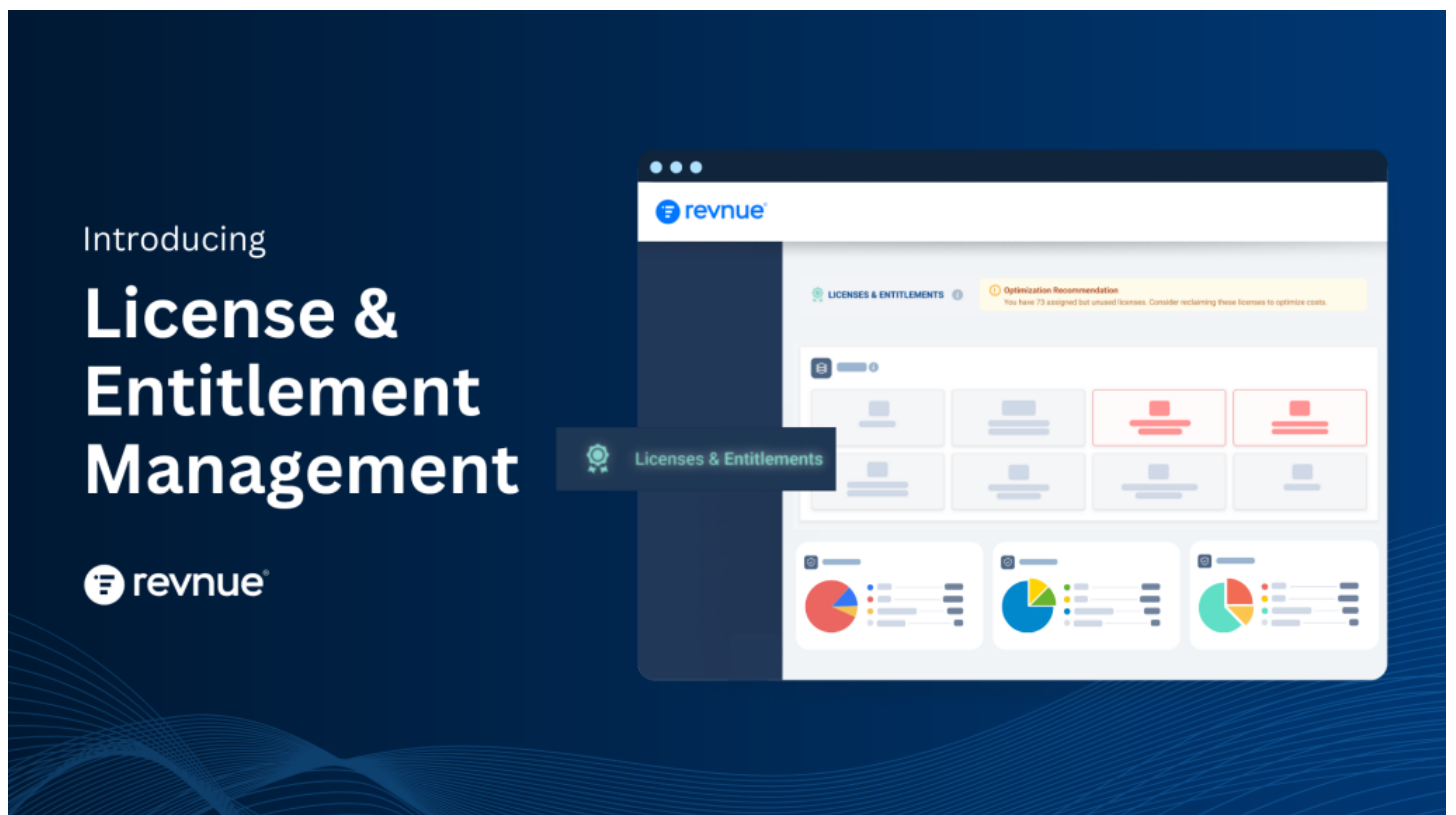 Introducing
License &
Entitlement
Management
revnue®
revnue®
LICENSES & ENTITLEMENTS
Optimization Recommendation
You have 73 assigned but unused licenses. Consider reclaiming these licenses to optimize costs.
Licenses & Entitlements